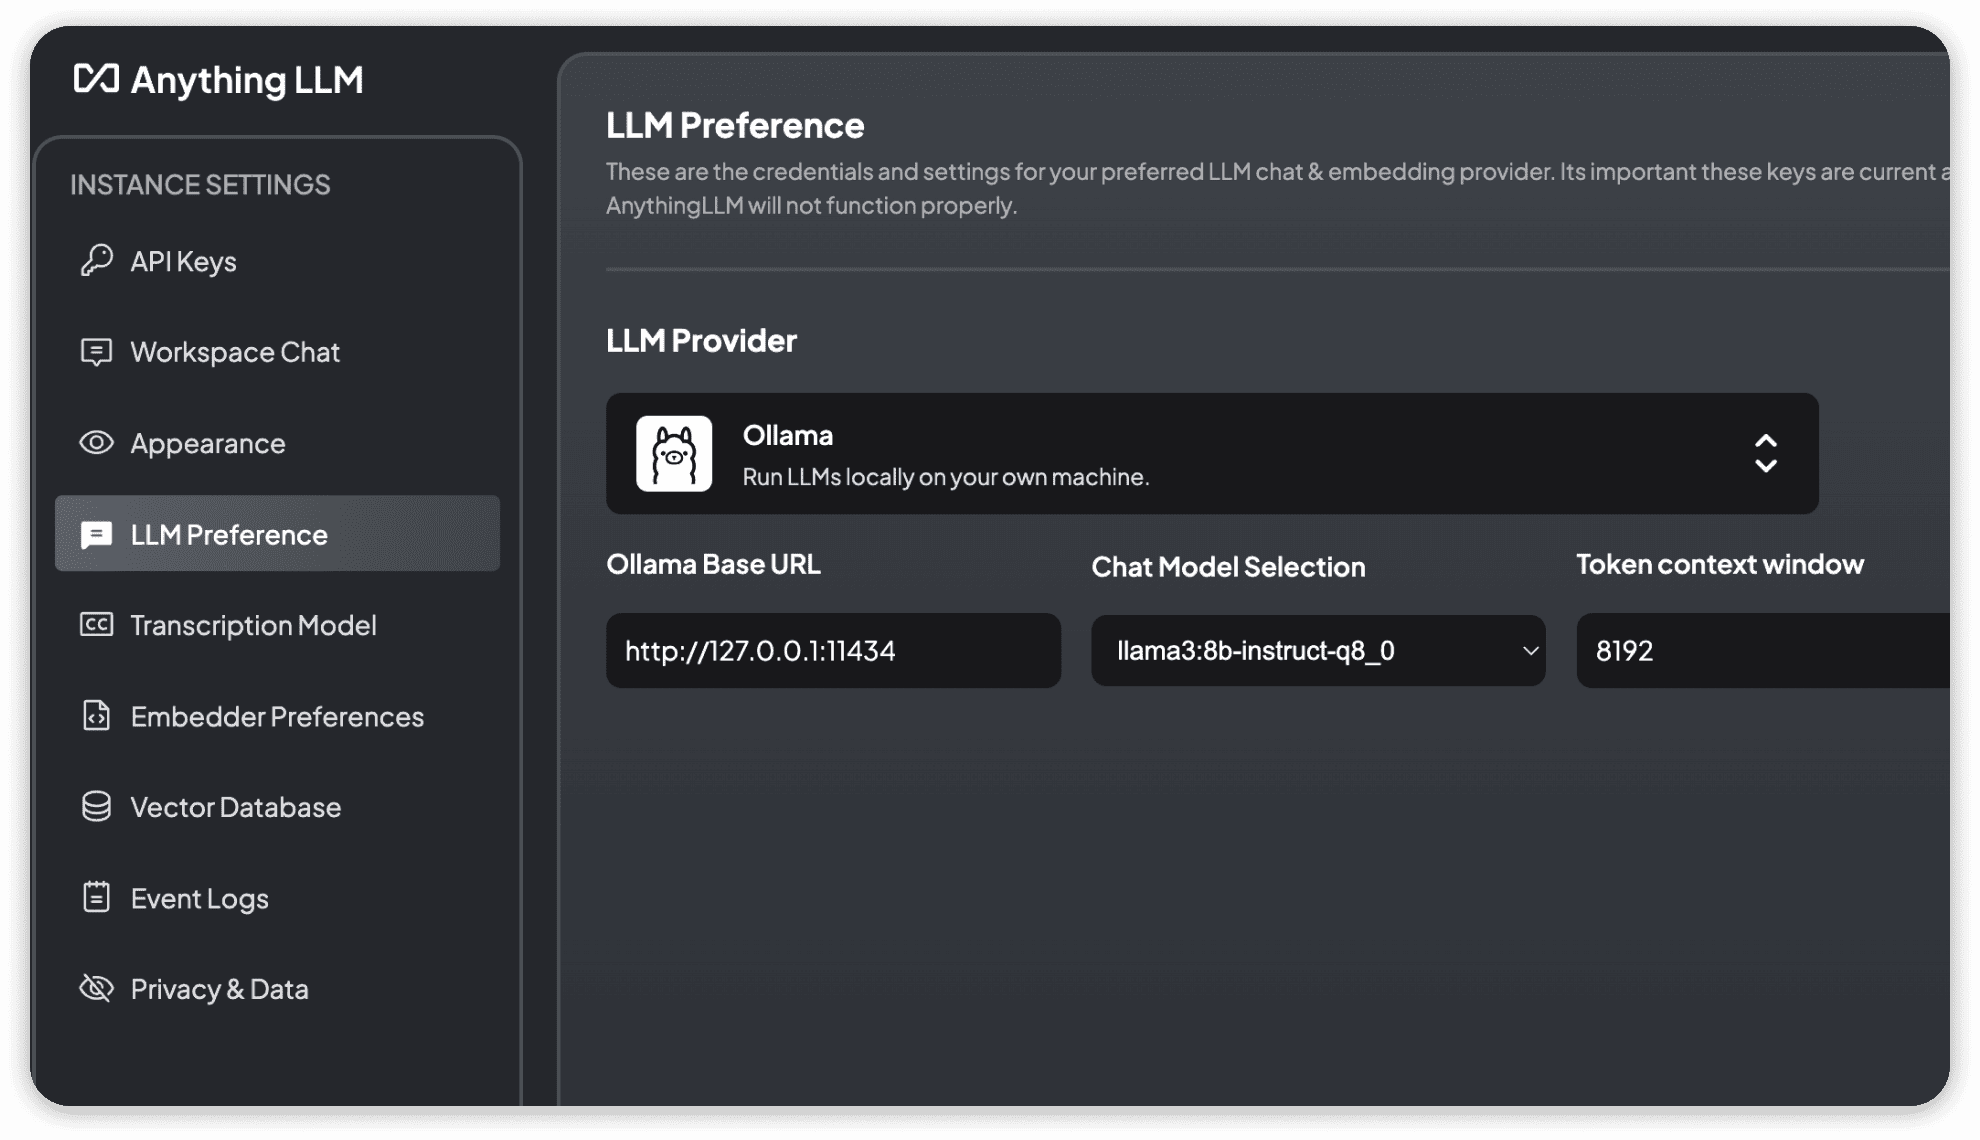 Anything LLM
INSTANCE SETTINGS
API Keys
Workspace Chat
Appearance
LLM Preference
Transcription Model
Embedder Preferences
Vector Database
Event Logs
Privacy & Data
LLM Preference
These are the credentials and settings for your preferred LLM chat & embedding provider. Its important these keys are current a
AnythingLLM will not function properly.
LLM Provider
Ollama
Run LLMs locally on your own machine.
Ollama Base URL
Chat Model Selection
Token context window
http://127.0.0.1:11434
llama3:8b-instruct-q8_0
8192